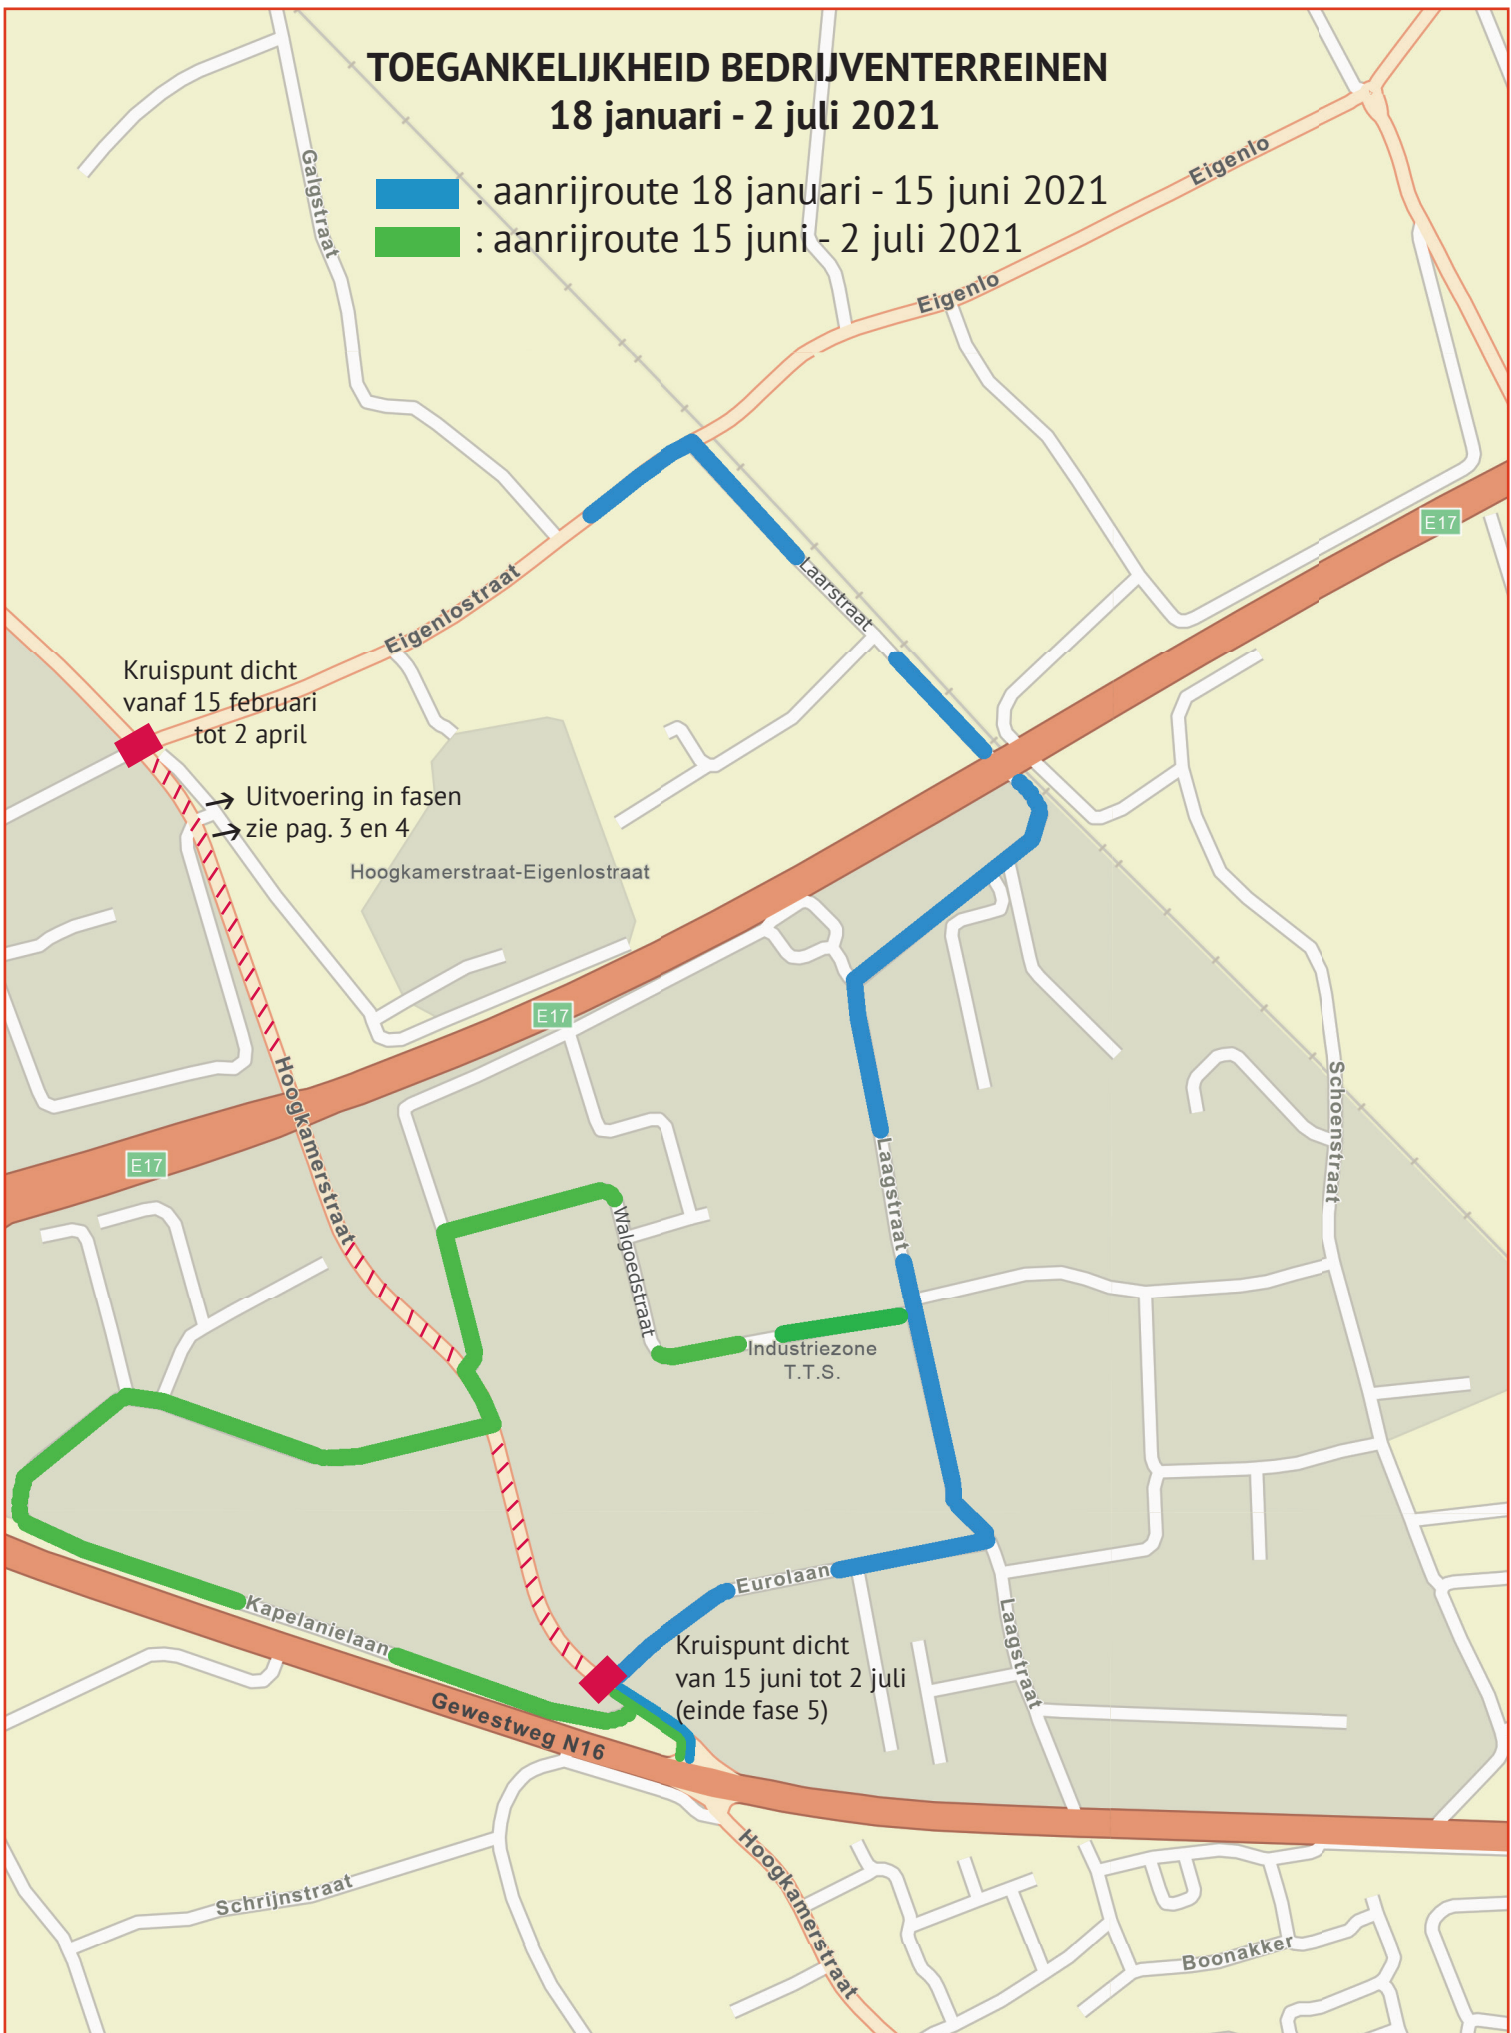 TOEGANKELIJKHEID BEDRIJVENTERREINEN
18 januari - 2 juli 2021
: aanrijroute 18 januari - 15 juni 2021
: aanrijroute 15 juni - 2 juli 2021
Galgstraat
Eigenlo
Eigenlo
E17
Laarstraat
Eigenlostraat
Kruispunt dicht
vanaf 15 februari
tot 2 april
→ Uitvoering in fasen
→ zie pag. 3 en 4
Hoogkamerstraat-Eigenlostraat
E17
Hoogkamerstraat
E17
Schoenstraat
Laagstraat
Walgoedstraat
Industriezone
T.T.S.
Eurolaan
Kapelanielaan
Laagstraat
Kruispunt dicht
van 15 juni tot 2 juli
(einde fase 5)
Gewestweg N16
Hoogkamerstraat
Schrijnstraat
Boonakker